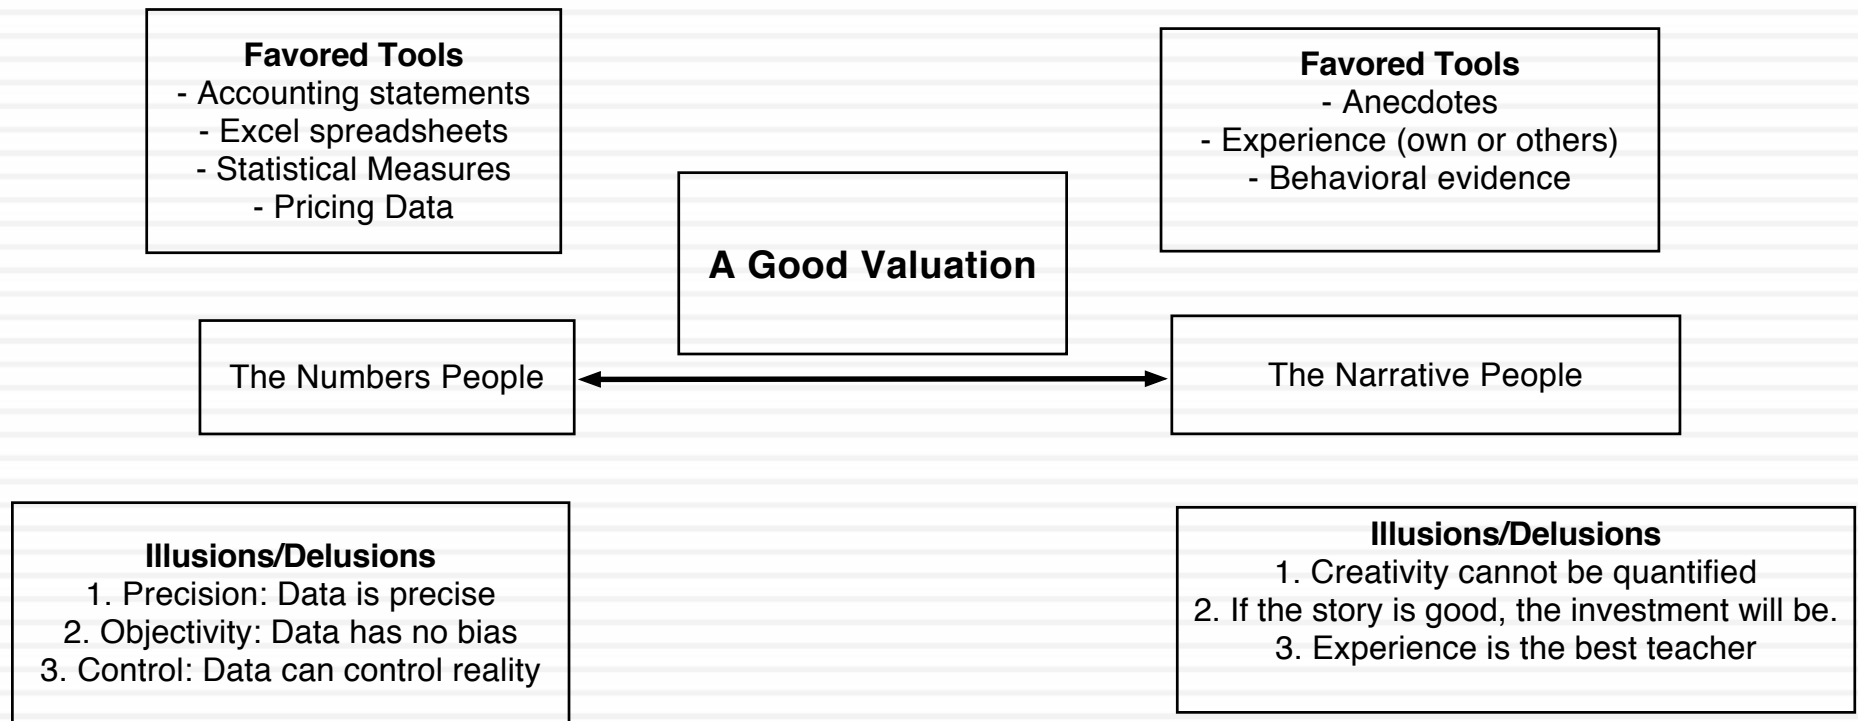 Favored Tools
- Accounting statements
- Excel spreadsheets
- Statistical Measures
- Pricing Data
Favored Tools
- Anecdotes
- Experience (own or others)
- Behavioral evidence
A Good Valuation
The Numbers People
The Narrative People
Illusions/Delusions
1. Precision: Data is precise
2. Objectivity: Data has no bias
3. Control: Data can control reality
Illusions/Delusions
1. Creativity cannot be quantified
2. If the story is good, the investment will be.
3. Experience is the best teacher